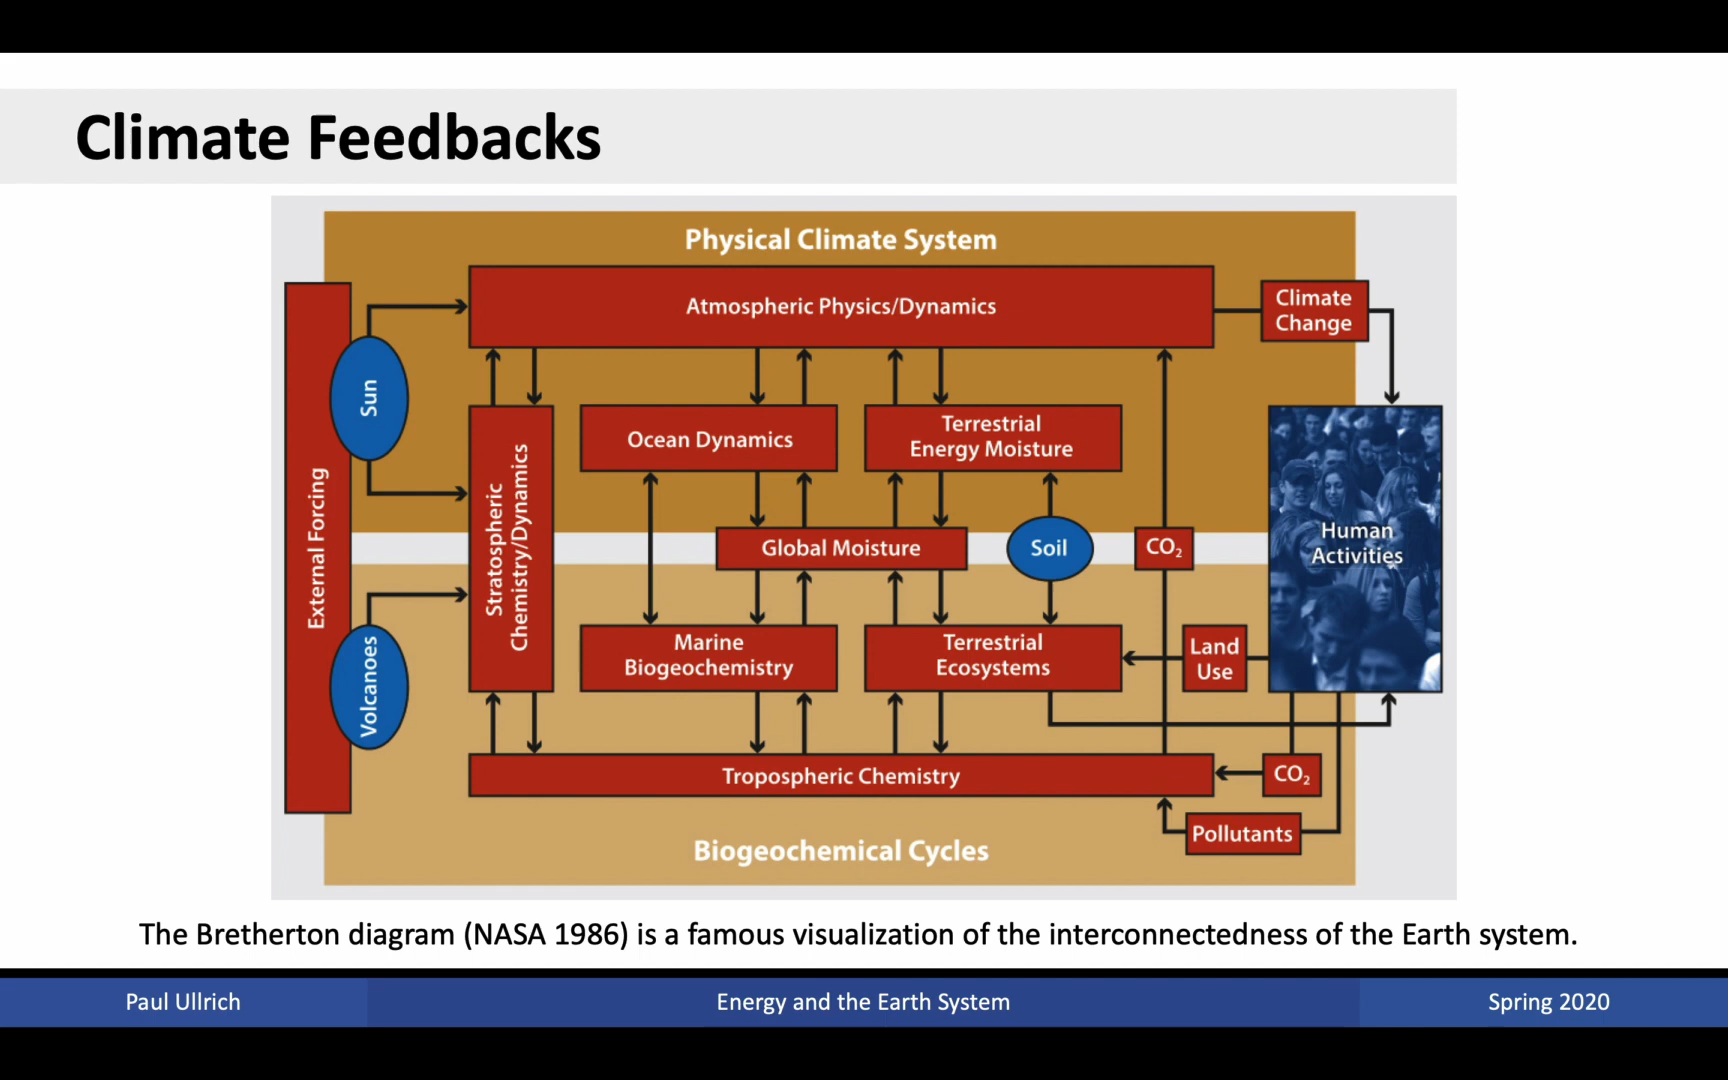 Climate Feedbacks
Physical Climate System
Atmospheric Physics/Dynamics
Climate
Change
Sun
External Forcing
Volcanoes
Stratospheric
Chemistry/Dynamics
Ocean Dynamics
Terrestrial
Energy Moisture
Global Moisture
Soil
CO₂
Human
Activities
Marine
Biogeochemistry
Terrestrial
Ecosystems
Land
Use
Tropospheric Chemistry
CO₂
Pollutants
Biogeochemical Cycles
The Bretherton diagram (NASA 1986) is a famous visualization of the interconnectedness of the Earth system.
Paul Ullrich
Energy and the Earth System
Spring 2020